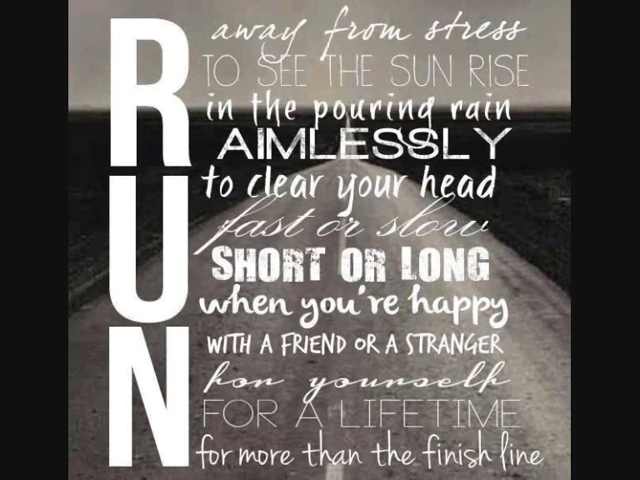 RUN
away from stress
TO SEE THE SUN RISE
in the pouring rain
AIMLESSLY
to clear your head
fast or slow
SHORT OR LONG
when you're happy
WITH A FRIEND OR A STRANGER
for yourself
FOR A LIFETIME
for more than the finish line